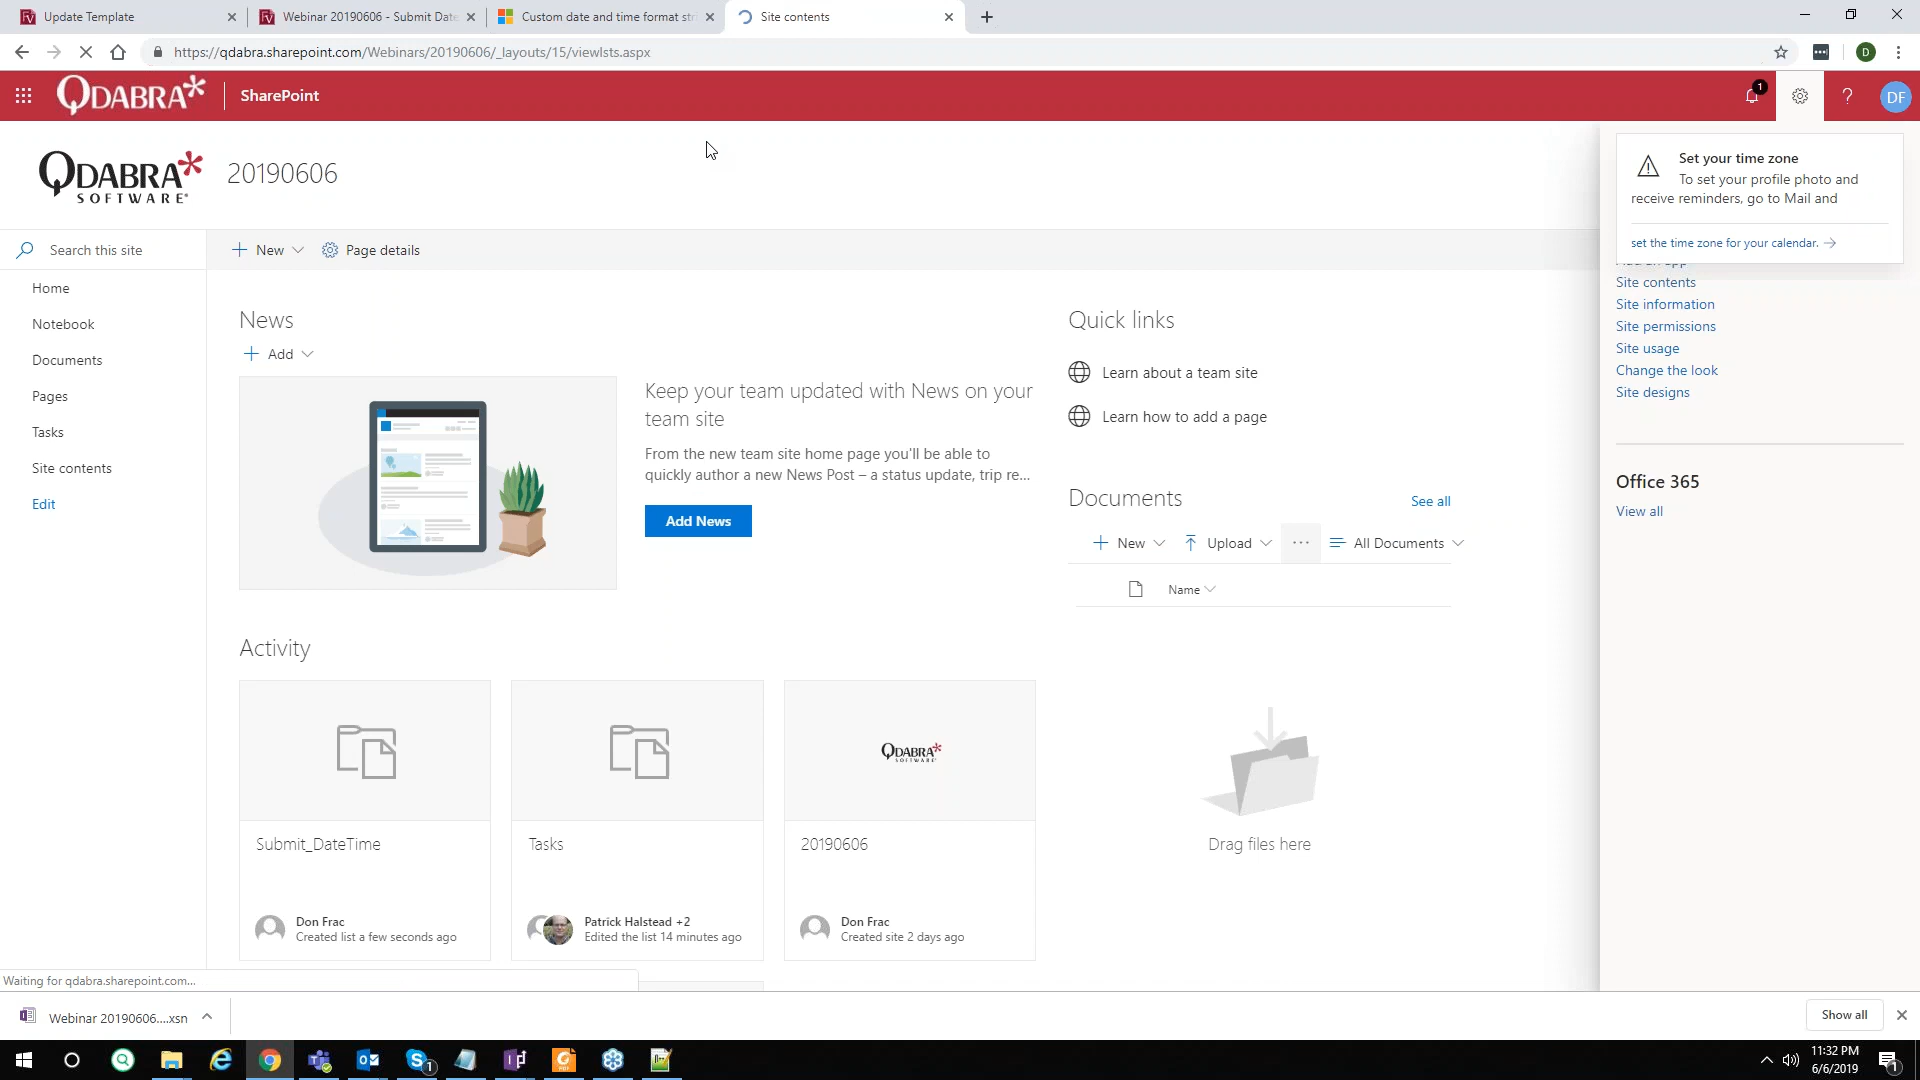 Update Template
Webinar 20190606 - Submit Date
Custom date and time format str
Site contents
https://qdabra.sharepoint.com/Webinars/20190606/_layouts/15/viewlsts.aspx
D
QDABRA
SharePoint
1
?
DF
QDABRA
SOFTWARE
20190606
Set your time zone
To set your profile photo and
receive reminders, go to Mail and
set the time zone for your calendar.
Search this site
New
Page details
Add an app
Site contents
Site information
Site permissions
Site usage
Change the look
Site designs
Office 365
View all
Home
Notebook
Documents
Pages
Tasks
Site contents
Edit
News
Add
Keep your team updated with News on your
team site
From the new team site home page you'll be able to
quickly author a new News Post – a status update, trip re...
Add News
Quick links
Learn about a team site
Learn how to add a page
Documents
See all
New
Upload
All Documents
Name
Drag files here
Activity
Submit_DateTime
Don Frac
Created list a few seconds ago
Tasks
Patrick Halstead +2
Edited the list 14 minutes ago
QDABRA
SOFTWARE
20190606
Don Frac
Created site 2 days ago
Waiting for qdabra.sharepoint.com...
Webinar 20190606....xsn
Show all
1
11:32 PM
6/6/2019
1